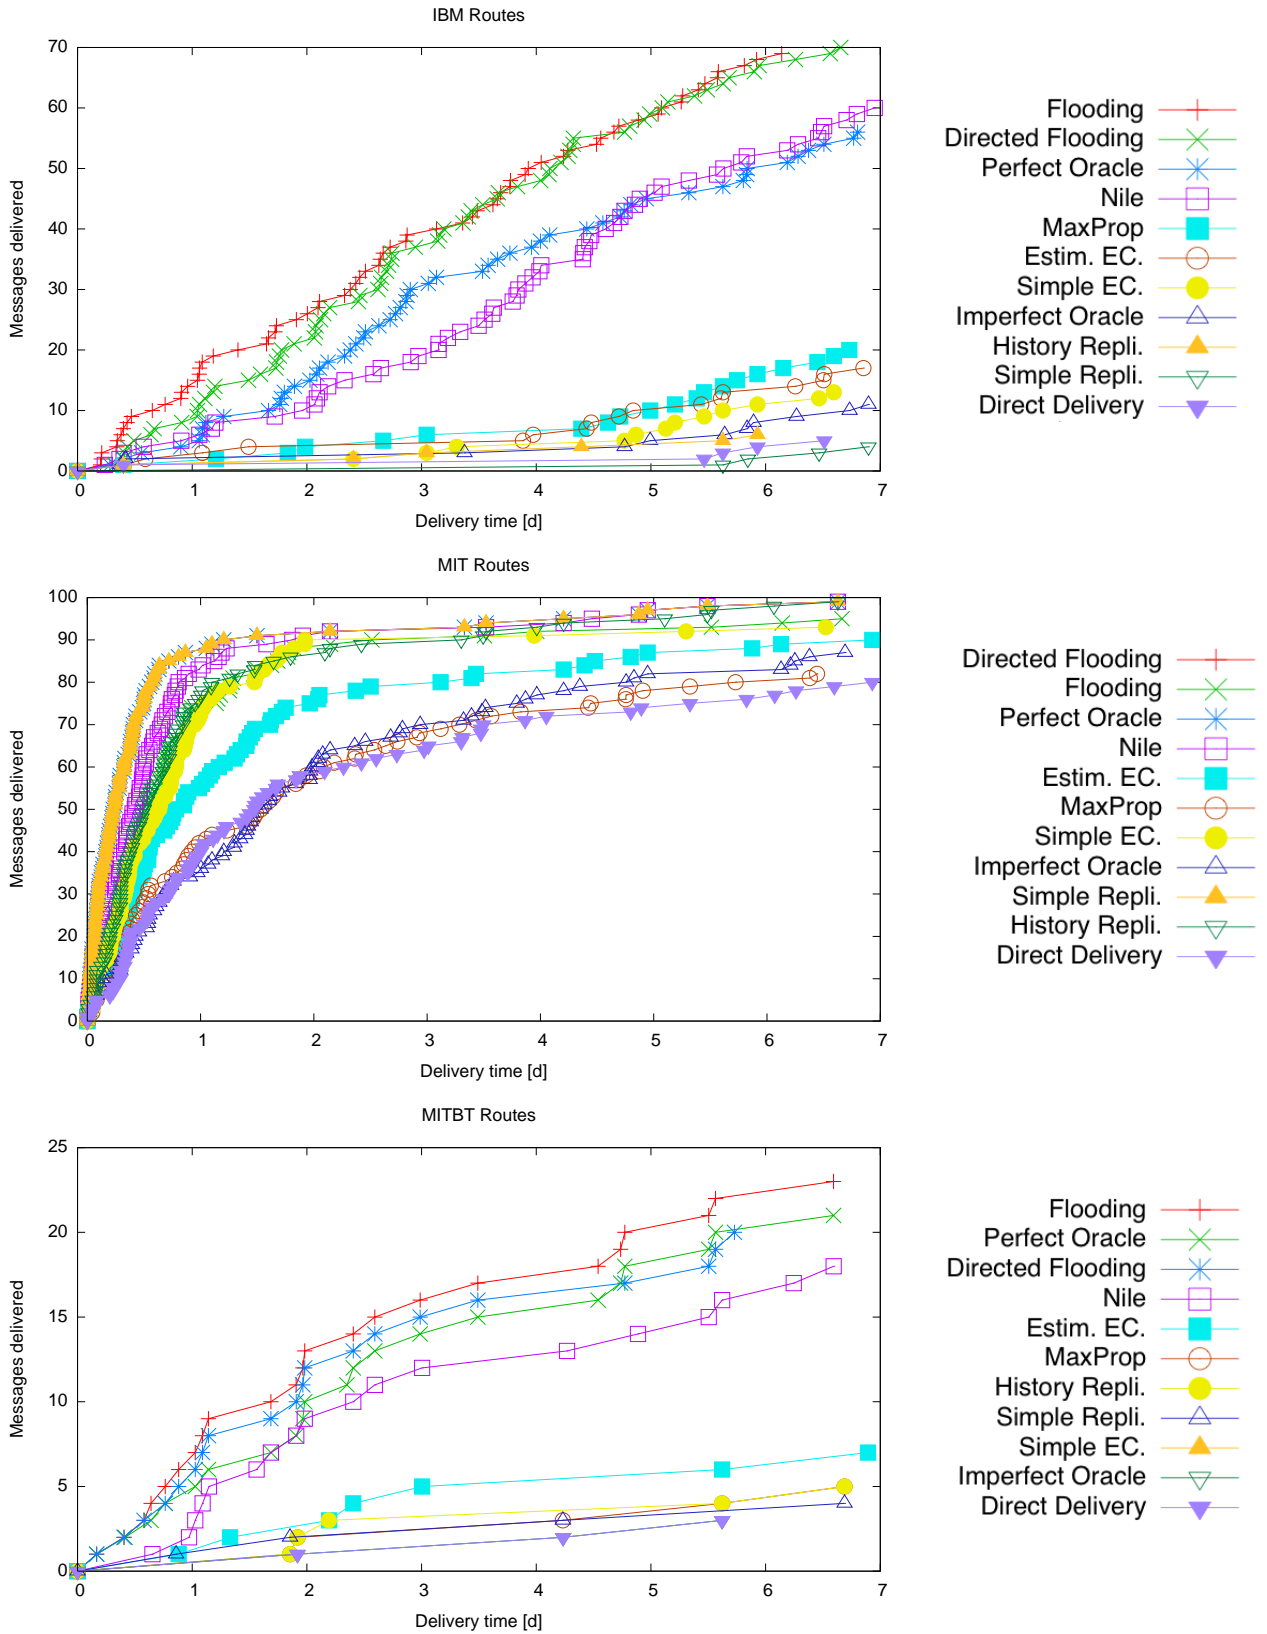 IBM Routes
70
60
50
40
30
20
10
0
0 1 2 3 4 5 6 7
Messages delivered
Delivery time [d]
Flooding
Directed Flooding
Perfect Oracle
Nile
MaxProp
Estim. EC.
Simple EC.
Imperfect Oracle
History Repli.
Simple Repli.
Direct Delivery
MIT Routes
100
90
80
70
60
50
40
30
20
10
0
0 1 2 3 4 5 6 7
Messages delivered
Delivery time [d]
Directed Flooding
Flooding
Perfect Oracle
Nile
Estim. EC.
MaxProp
Simple EC.
Imperfect Oracle
Simple Repli.
History Repli.
Direct Delivery
MITBT Routes
25
20
15
10
5
0
0 1 2 3 4 5 6 7
Messages delivered
Delivery time [d]
Flooding
Perfect Oracle
Directed Flooding
Nile
Estim. EC.
MaxProp
History Repli.
Simple Repli.
Simple EC.
Imperfect Oracle
Direct Delivery